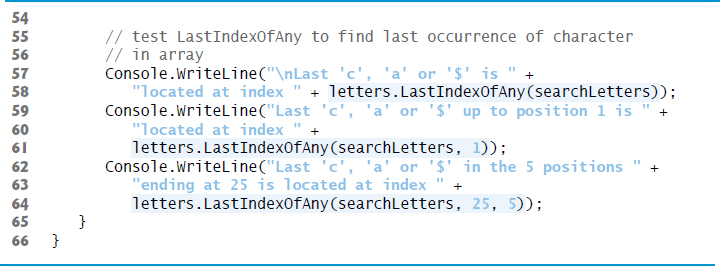 54
55 // test LastIndexOfAny to find last occurrence of character
56 // in array
57 Console.WriteLine("\nLast 'c', 'a' or '$' is " +
58 "located at index " + letters.LastIndexOfAny(searchLetters));
59 Console.WriteLine("Last 'c', 'a' or '$' up to position 1 is " +
60 "located at index " +
61 letters.LastIndexOfAny(searchLetters, 1));
62 Console.WriteLine("Last 'c', 'a' or '$' in the 5 positions " +
63 "ending at 25 is located at index " +
64 letters.LastIndexOfAny(searchLetters, 25, 5));
65 }
66 }